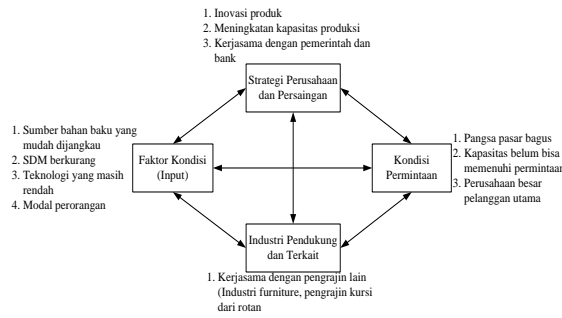 1. Inovasi produk
2. Meningkatan kapasitas produksi
3. Kerjasama dengan pemerintah dan
bank
Strategi Perusahaan
dan Persaingan
1. Sumber bahan baku yang
mudah dijangkau
2. SDM berkurang
3. Teknologi yang masih
rendah
4. Modal perorangan
Faktor Kondisi
(Input)
Kondisi
Permintaan
1. Pangsa pasar bagus
2. Kapasitas belum bisa
memenuhi permintaan
3. Perusahaan besar
pelanggan utama
Industri Pendukung
dan Terkait
1. Kerjasama dengan pengrajin lain
(Industri furniture, pengrajin kursi
dari rotan